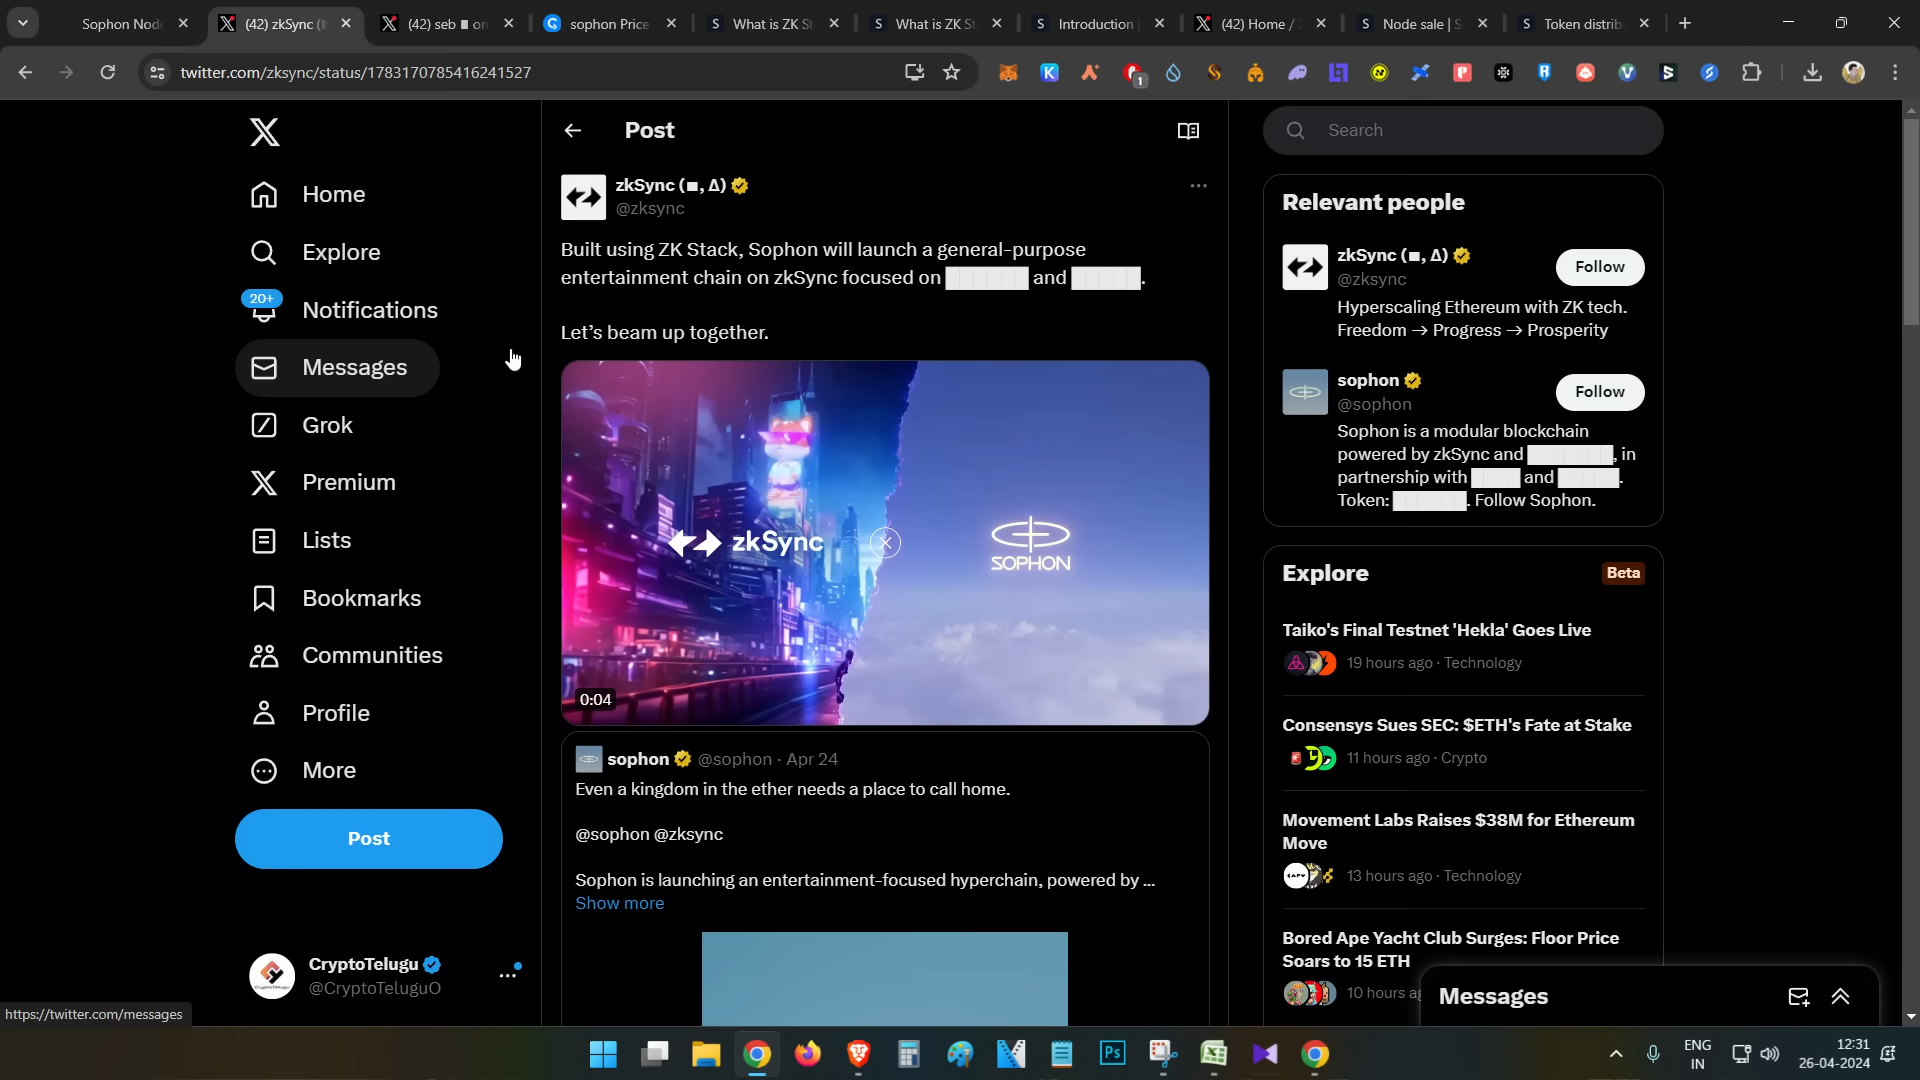 Sophon Node
(42) zkSync (
(42) seb ■ on
sophon Price
What is ZK St
What is ZK St
Introduction |
(42) Home / X
Node sale | S
Token distrib
twitter.com/zksync/status/1783170785416241527
1
Home
Explore
20+
Notifications
Messages
Grok
Premium
Lists
Bookmarks
Communities
Profile
More
Post
CryptoTelugu
@CryptoTeluguO
https://twitter.com/messages
Post
zkSync (■, Δ)
@zksync
Built using ZK Stack, Sophon will launch a general-purpose
entertainment chain on zkSync focused on ██████ and █████.
Let’s beam up together.
zkSync
SOPHON
0:04
sophon @sophon · Apr 24
Even a kingdom in the ether needs a place to call home.
@sophon @zksync
Sophon is launching an entertainment-focused hyperchain, powered by ...
Show more
Search
Relevant people
zkSync (■, Δ)
@zksync
Follow
Hyperscaling Ethereum with ZK tech.
Freedom → Progress → Prosperity
sophon
@sophon
Follow
Sophon is a modular blockchain
powered by zkSync and ██████, in
partnership with ████ and █████.
Token: ██████. Follow Sophon.
Explore
Beta
Taiko's Final Testnet 'Hekla' Goes Live
19 hours ago · Technology
Consensys Sues SEC: $ETH's Fate at Stake
11 hours ago · Crypto
Movement Labs Raises $38M for Ethereum
Move
13 hours ago · Technology
Bored Ape Yacht Club Surges: Floor Price
Soars to 15 ETH
10 hours ag
Messages
Ps
ENG
IN
12:31
26-04-2024